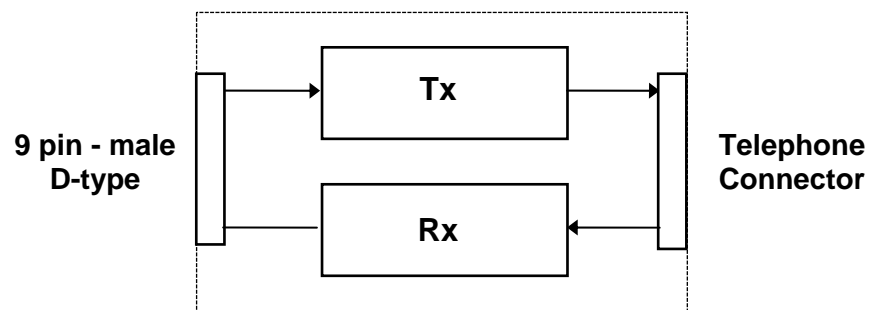 Tx
9 pin - male
D-type
Telephone
Connector
Rx